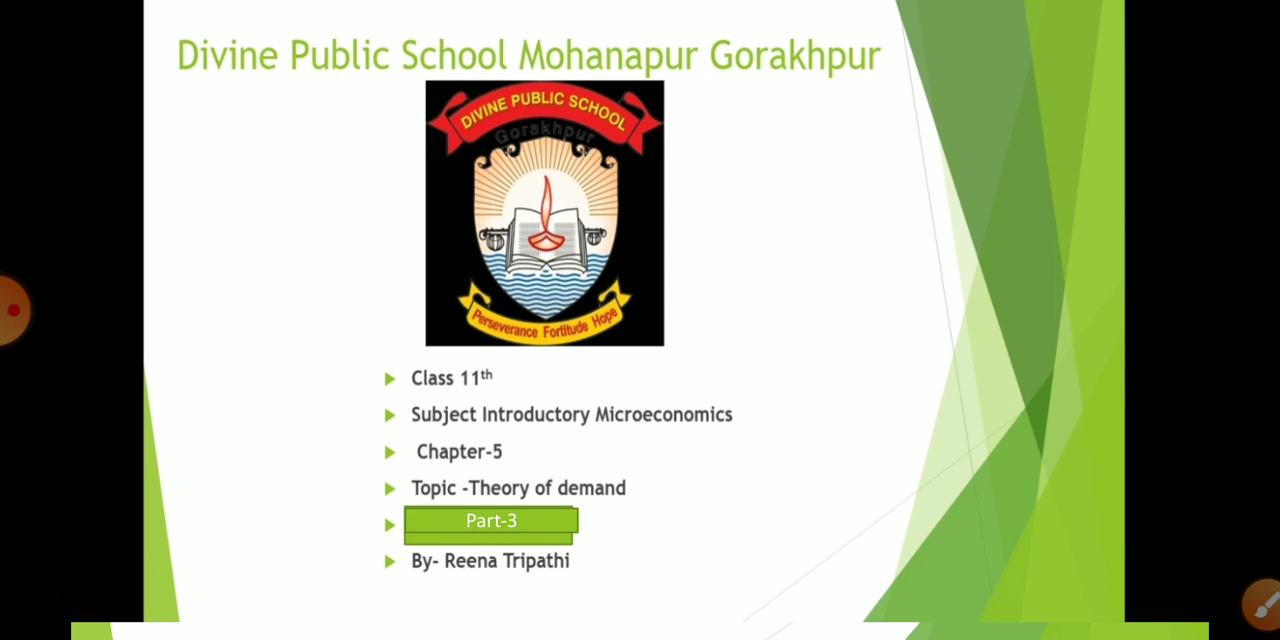 Divine Public School Mohanapur Gorakhpur
DIVINE PUBLIC SCHOOL
Gorakhpur
Perseverance Fortitude Hope
Class 11th
Subject Introductory Microeconomics
Chapter-5
Topic -Theory of demand
Part-3
By- Reena Tripathi